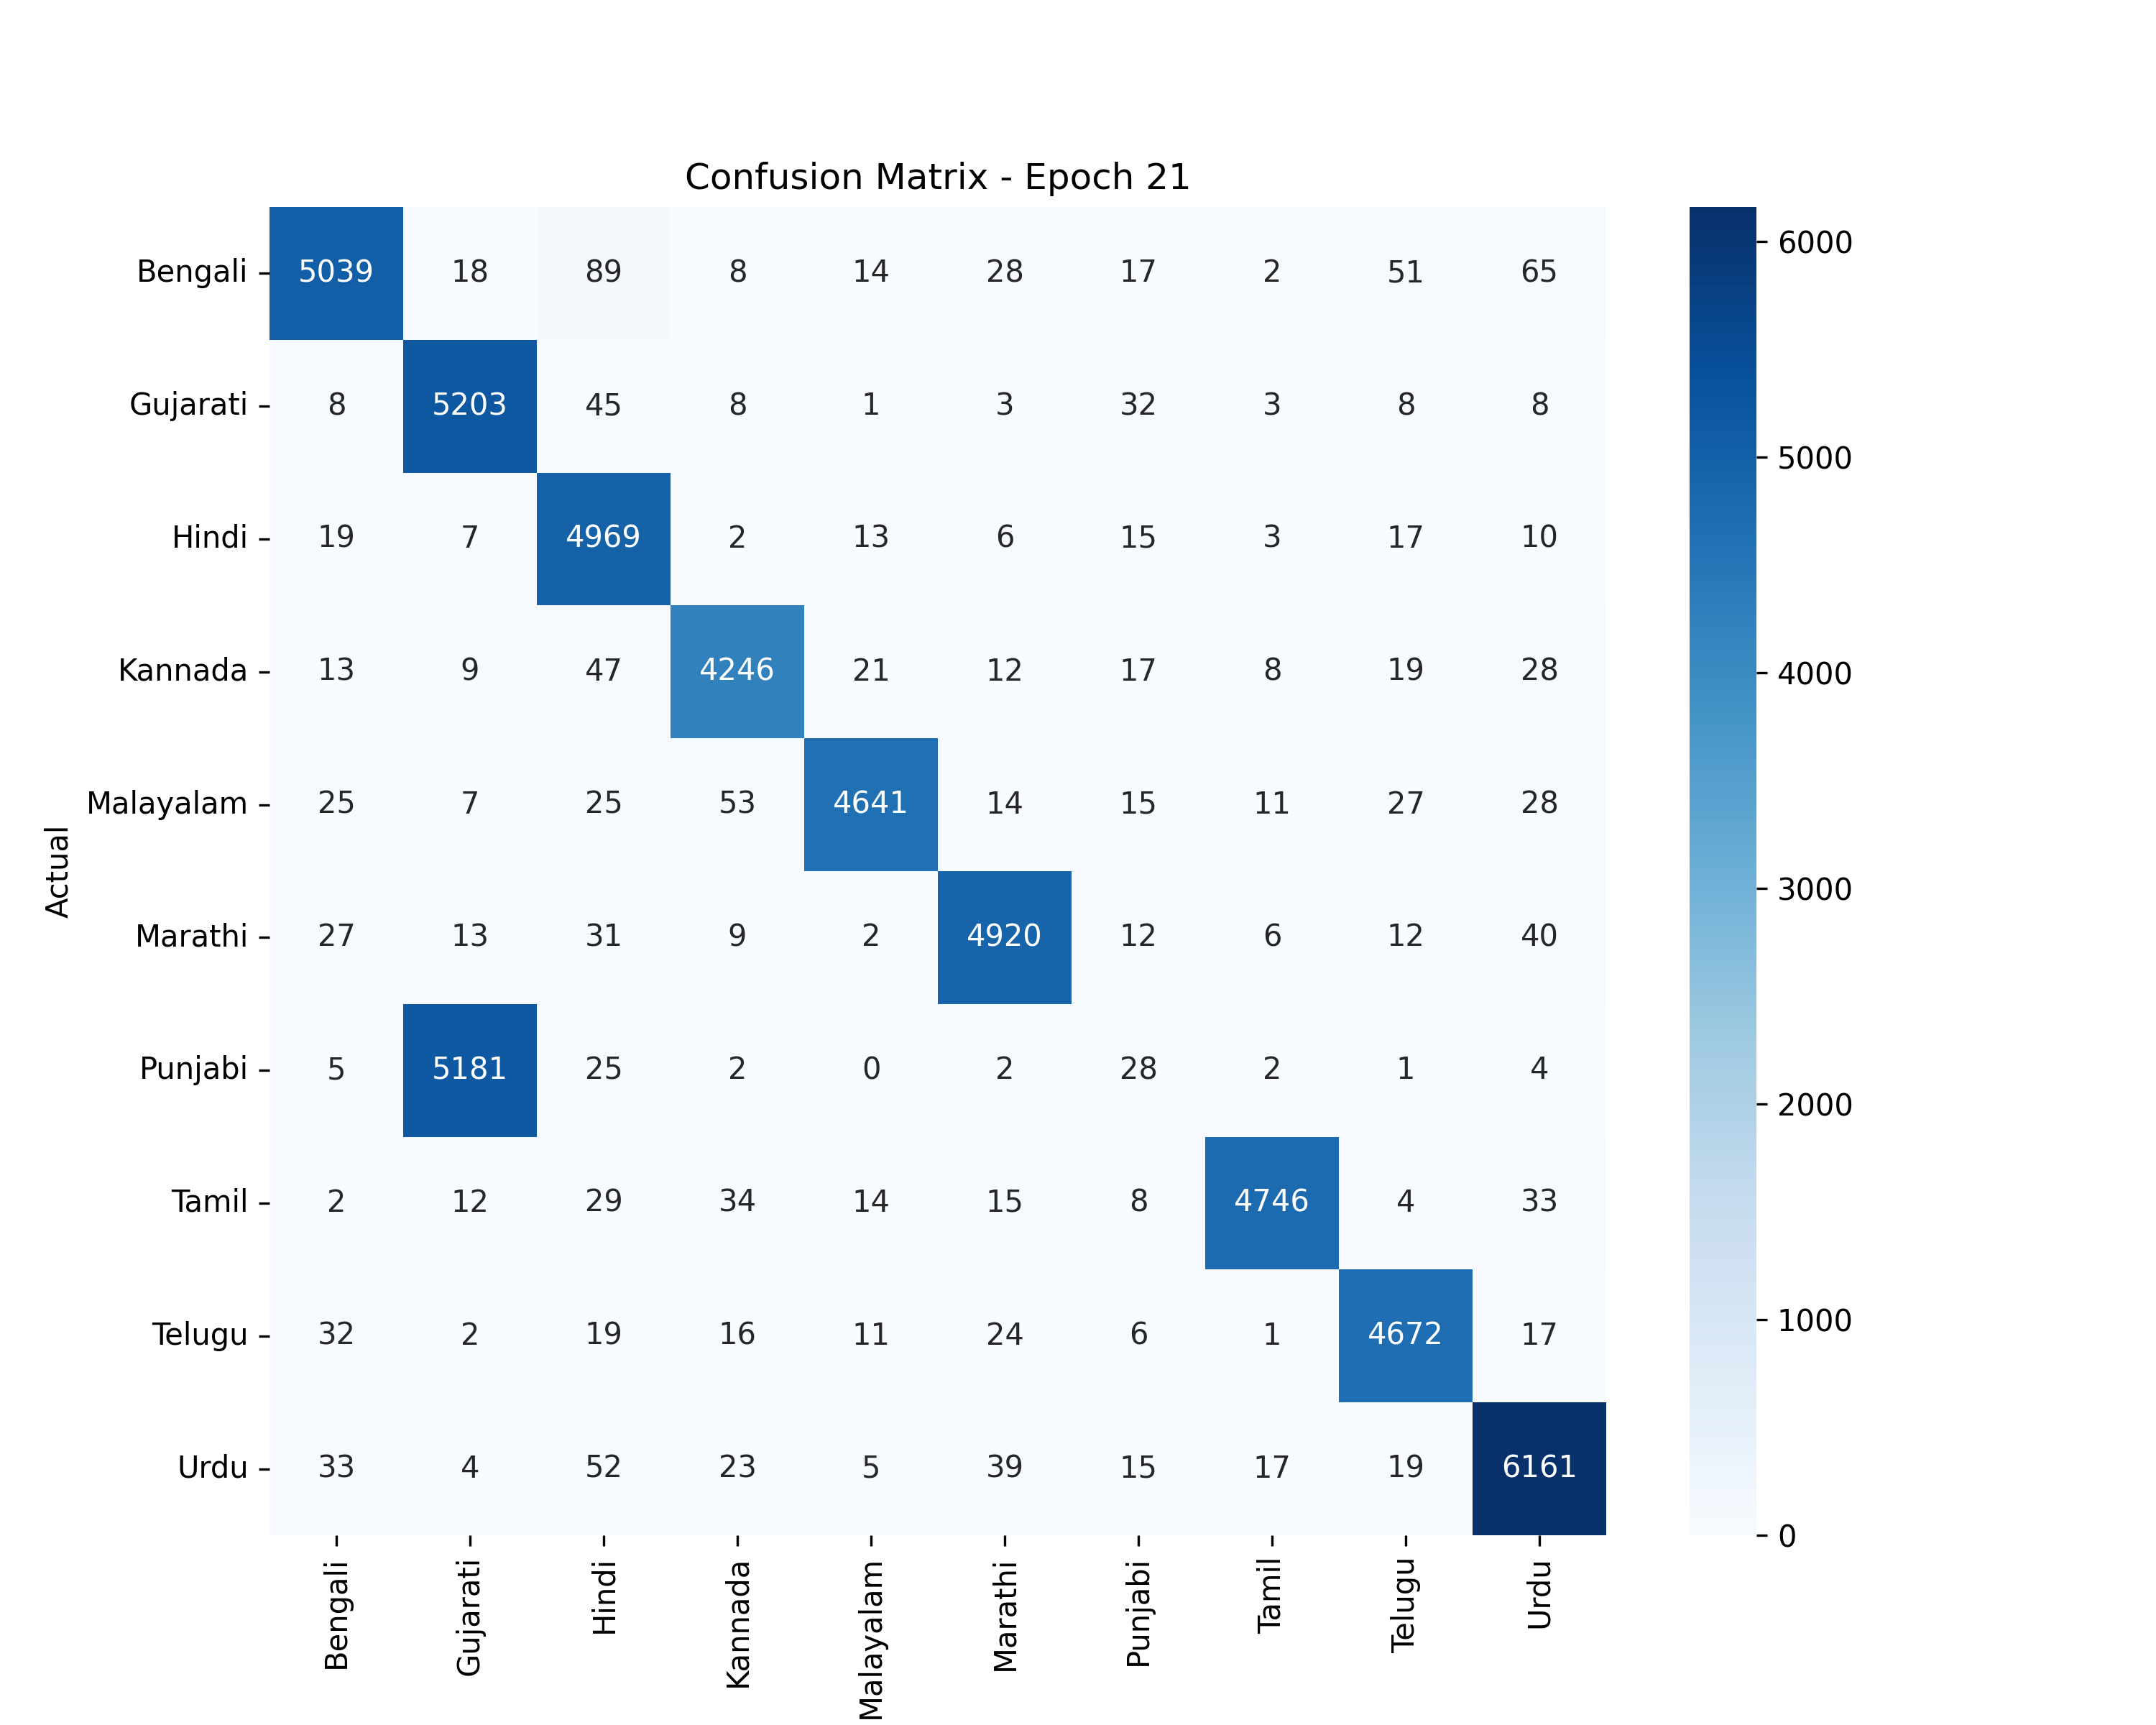 Confusion Matrix - Epoch 21
Bengali 5039 18 89 8 14 28 17 2 51 65
Gujarati 8 5203 45 8 1 3 32 3 8 8
Hindi 19 7 4969 2 13 6 15 3 17 10
Kannada 13 9 47 4246 21 12 17 8 19 28
Malayalam 25 7 25 53 4641 14 15 11 27 28
Marathi 27 13 31 9 2 4920 12 6 12 40
Punjabi 5 5181 25 2 0 2 28 2 1 4
Tamil 2 12 29 34 14 15 8 4746 4 33
Telugu 32 2 19 16 11 24 6 1 4672 17
Urdu 33 4 52 23 5 39 15 17 19 6161
Actual
Bengali Gujarati Hindi Kannada Malayalam Marathi Punjabi Tamil Telugu Urdu
6000
5000
4000
3000
2000
1000
0